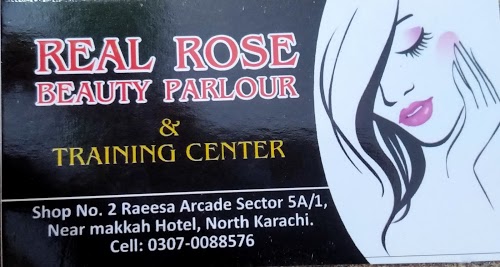 REAL ROSE
BEAUTY PARLOUR
&
TRAINING CENTER
Shop No. 2 Raeesa Arcade Sector 5A/1,
Near makkah Hotel, North Karachi.
Cell: 0307-0088576